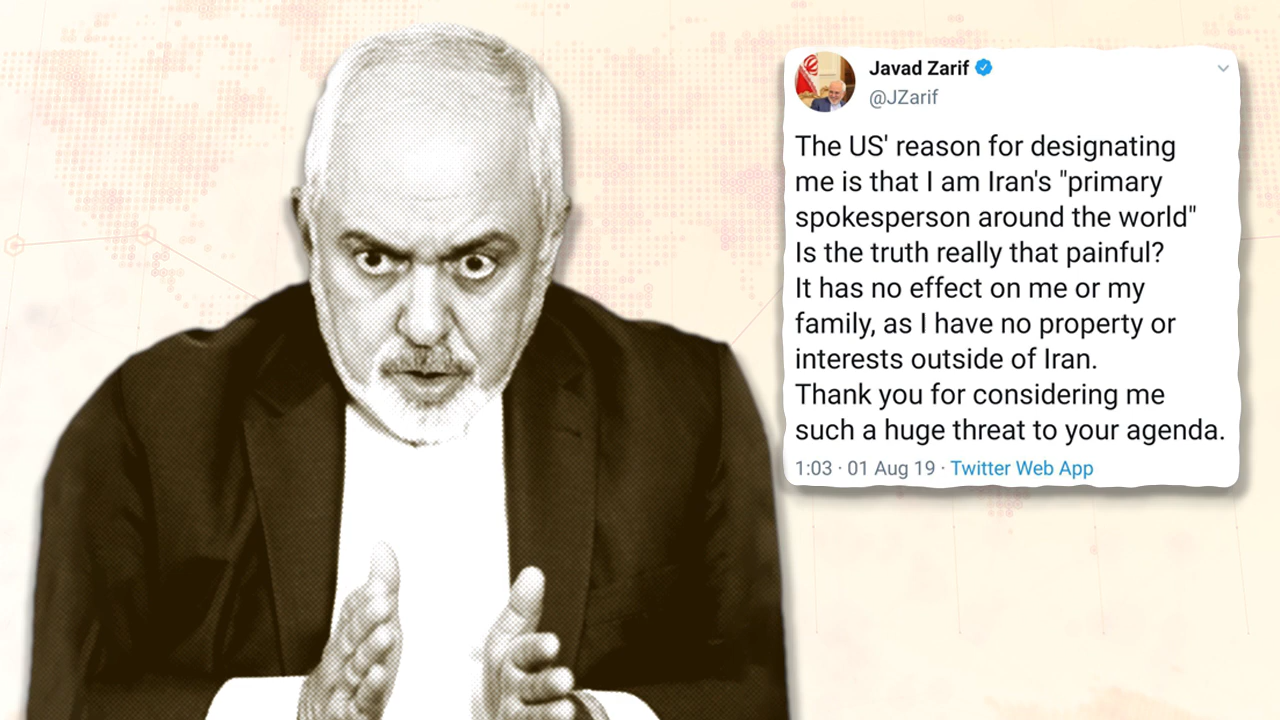 Javad Zarif
@JZarif
The US' reason for designating
me is that I am Iran's "primary
spokesperson around the world"
Is the truth really that painful?
It has no effect on me or my
family, as I have no property or
interests outside of Iran.
Thank you for considering me
such a huge threat to your agenda.
1:03 · 01 Aug 19 · Twitter Web App